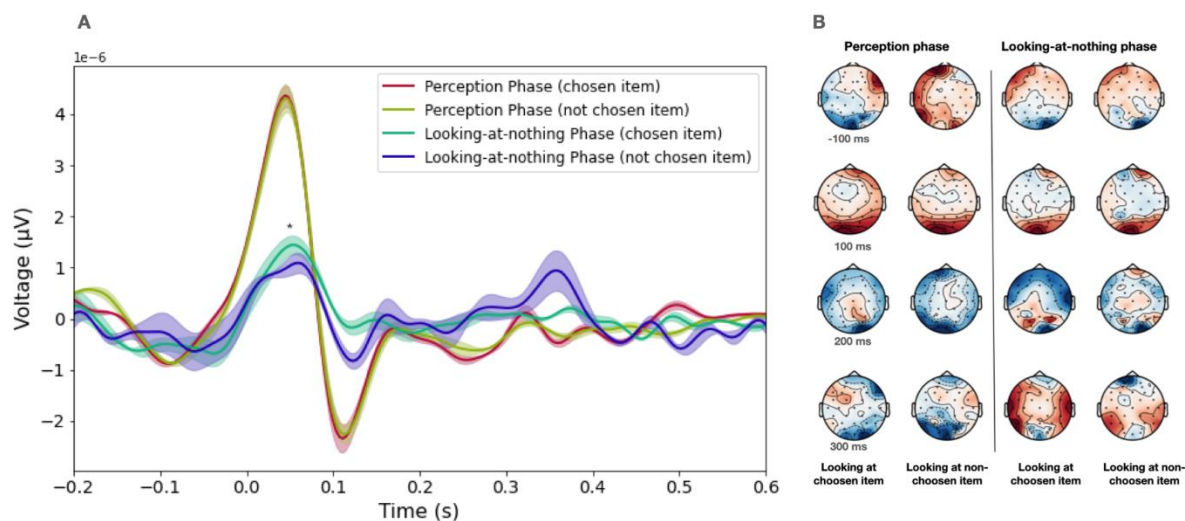 A
1e−6
Voltage (μV)
4
3
2
1
0
−1
−2
Perception Phase (chosen item)
Perception Phase (not chosen item)
Looking-at-nothing Phase (chosen item)
Looking-at-nothing Phase (not chosen item)
*
−0.2 −0.1 0.0 0.1 0.2 0.3 0.4 0.5 0.6
Time (s)
B
Perception phase Looking-at-nothing phase
-100 ms
100 ms
200 ms
300 ms
Looking at Looking at non- Looking at Looking at non-
choosen item choosen item choosen item choosen item